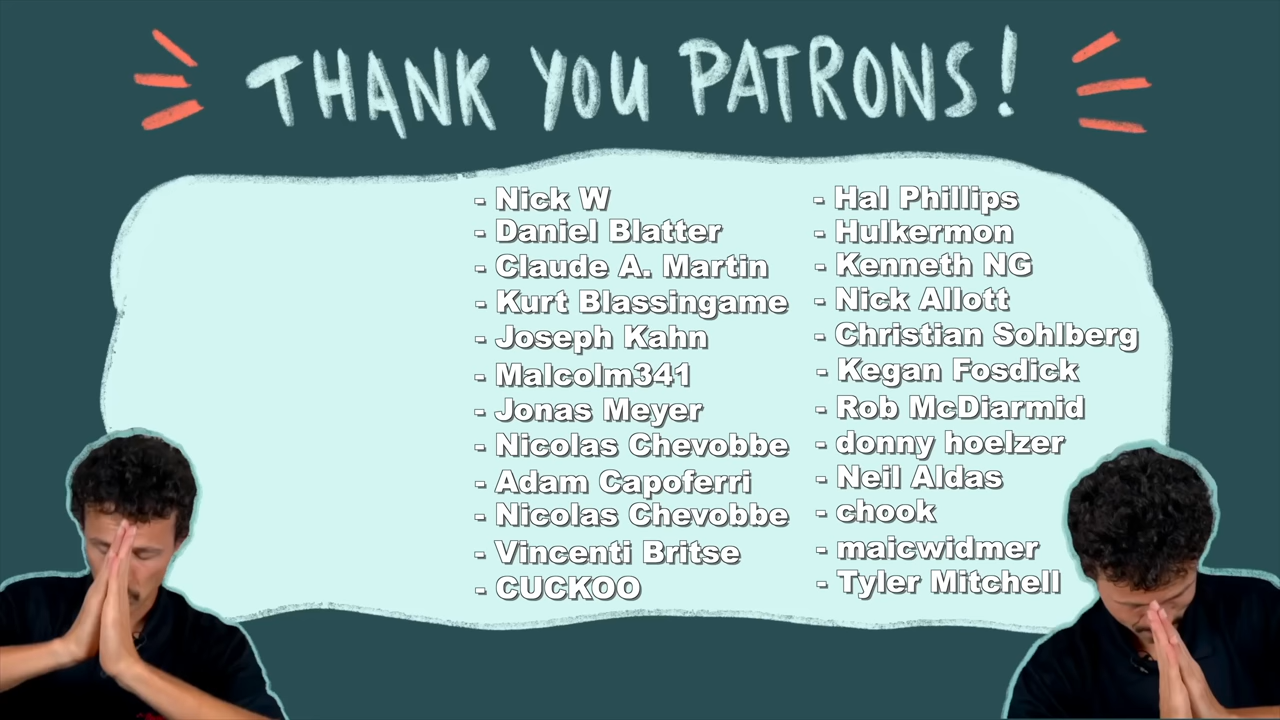 THANK YOU PATRONS!
- Nick W
- Daniel Blatter
- Claude A. Martin
- Kurt Blassingame
- Joseph Kahn
- Malcolm341
- Jonas Meyer
- Nicolas Chevobbe
- Adam Capoferri
- Nicolas Chevobbe
- Vincenti Britse
- CUCKOO
- Hal Phillips
- Hulkermon
- Kenneth NG
- Nick Allott
- Christian Sohlberg
- Kegan Fosdick
- Rob McDiarmid
- donny hoelzer
- Neil Aldas
- chook
- maicwidmer
- Tyler Mitchell